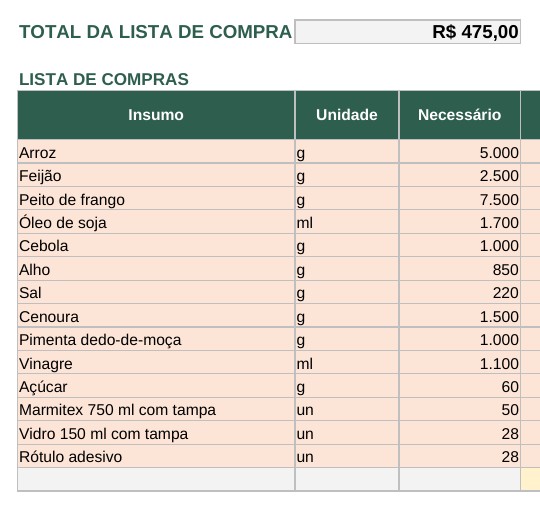 TOTAL DA LISTA DE COMPRA R$ 475,00
LISTA DE COMPRAS
Insumo Unidade Necessário
Arroz g 5.000
Feijão g 2.500
Peito de frango g 7.500
Óleo de soja ml 1.700
Cebola g 1.000
Alho g 850
Sal g 220
Cenoura g 1.500
Pimenta dedo-de-moça g 1.000
Vinagre ml 1.100
Açúcar g 60
Marmitex 750 ml com tampa un 50
Vidro 150 ml com tampa un 28
Rótulo adesivo un 28